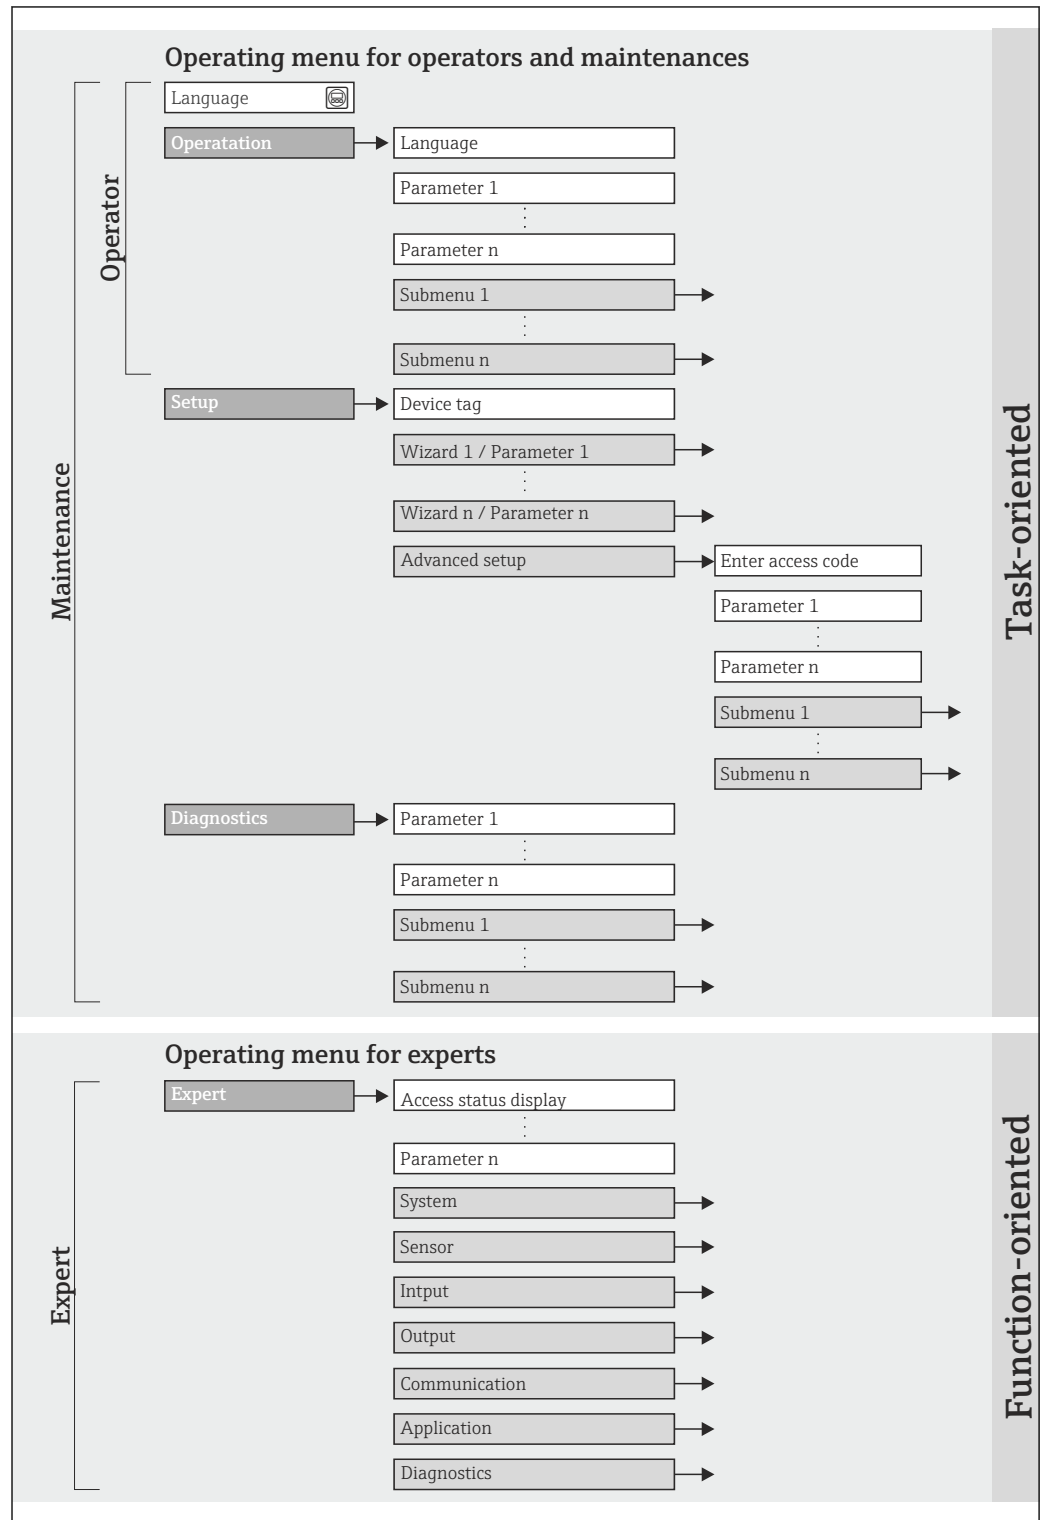 Operating menu for operators and maintenances
Language
Operatation
Language
Parameter 1
Parameter n
Submenu 1
Submenu n
Operator
Setup
Device tag
Wizard 1 / Parameter 1
Wizard n / Parameter n
Advanced setup
Enter access code
Parameter 1
Parameter n
Submenu 1
Submenu n
Diagnostics
Parameter 1
Parameter n
Submenu 1
Submenu n
Maintenance
Task-oriented
Operating menu for experts
Expert
Access status display
Parameter n
System
Sensor
Intput
Output
Communication
Application
Diagnostics
Expert
Function-oriented